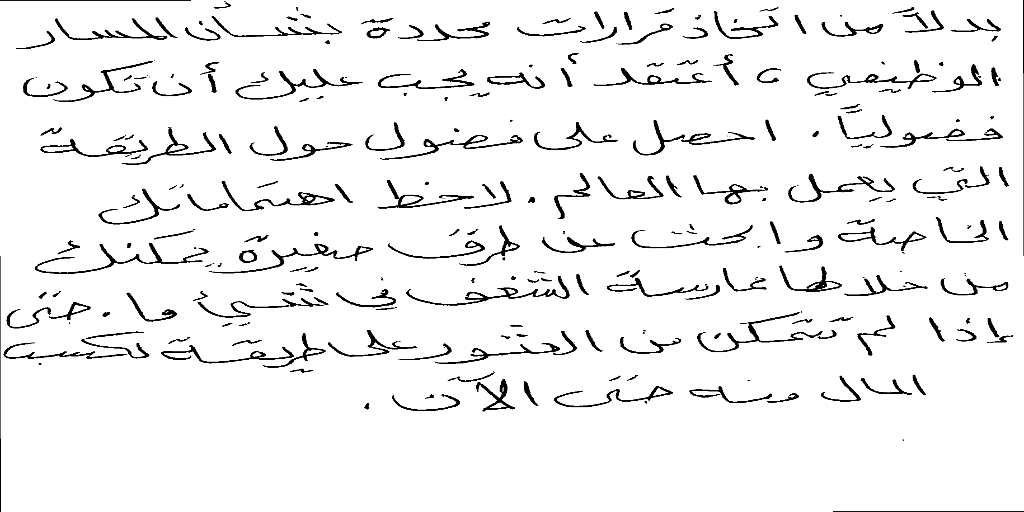 بدلاً من اتخاذ قرارات محددة بشأن المسار
الوظيفي ، أعتقد أنه يجب عليك أن تكون
فضولياً . احصل على فضول حول الطريقة
التي يعمل بها العالم . لاحظ اهتماماتك
الخاصة وابحث عن طرق صغيرة يمكنك
من خلالها ممارسة الشغف في شيء ما . حتى
إذا لم تتمكن من العثور على طريقة لكسب
المال منه حتى الآن .